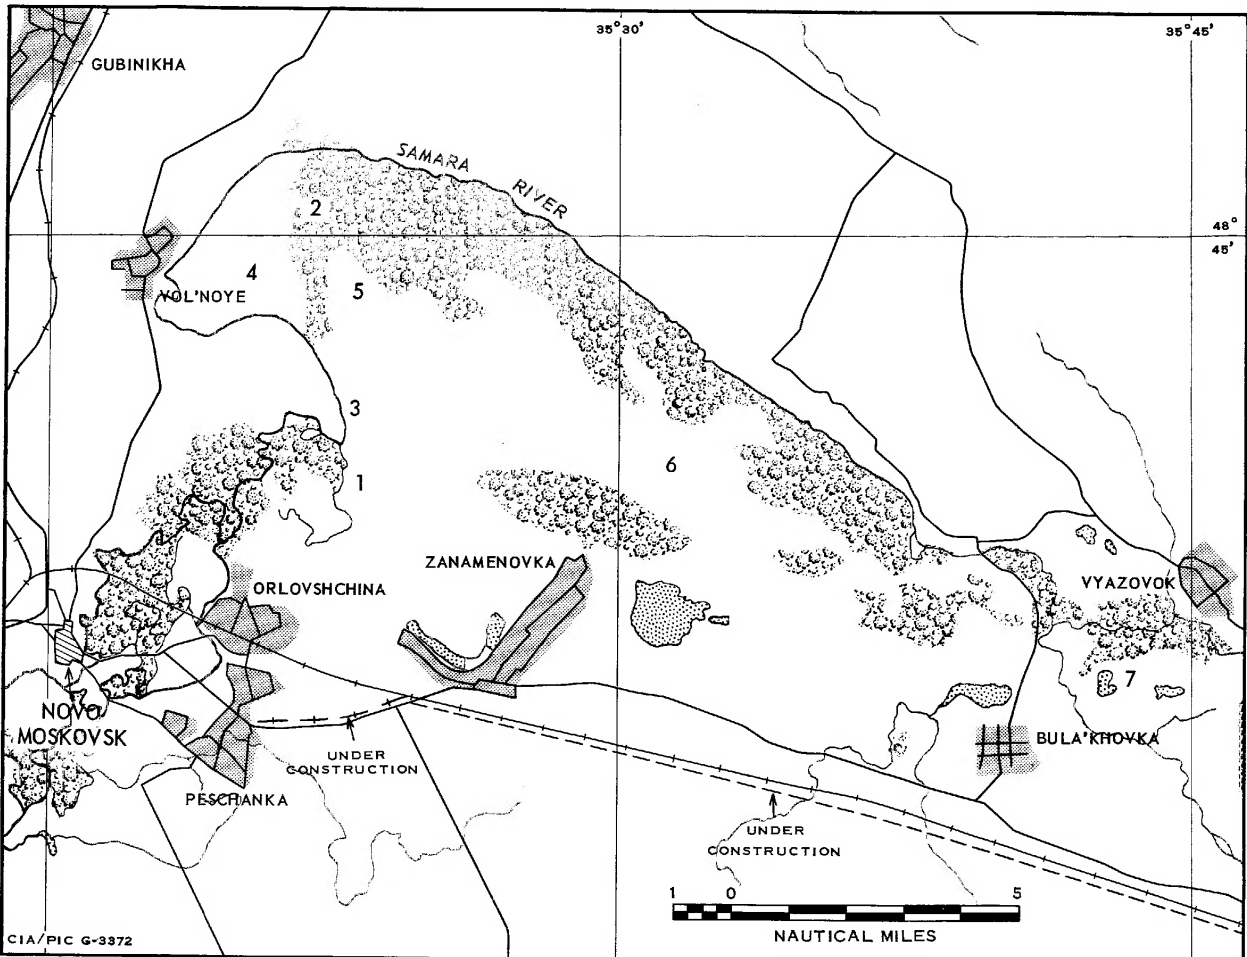 35°30'
35°45'
GUBINIKHA
SAMARA
RIVER
2
48°
45'
4
5
VOL'NOYE
3
6
1
ZANAMENOVKA
ORLOVSHCHINA
VYAZOVOK
7
NOVO
MOSKOVSK
BULA'KHOVKA
UNDER
CONSTRUCTION
PESCHANKA
UNDER
CONSTRUCTION
1 0 5
NAUTICAL MILES
CIA/PIC G-3372